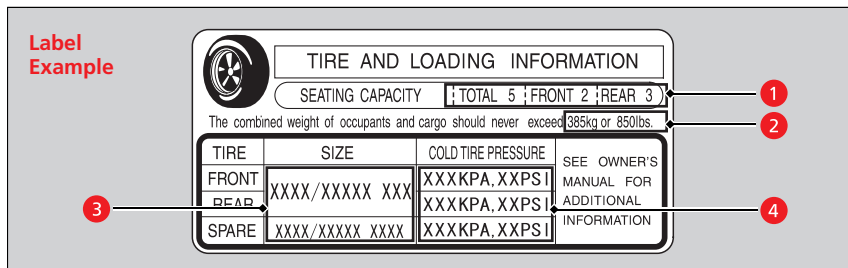 Label
Example
TIRE AND LOADING INFORMATION
SEATING CAPACITY TOTAL 5 FRONT 2 REAR 3
1
The combined weight of occupants and cargo should never exceed 385kg or 850lbs.
2
TIRE SIZE COLD TIRE PRESSURE
FRONT XXXX/XXXXX XXX XXXKPA,XXPSI
REAR XXXKPA,XXPSI
SPARE XXXX/XXXXX XXXX XXXKPA,XXPSI
SEE OWNER'S
MANUAL FOR
ADDITIONAL
INFORMATION
3
4